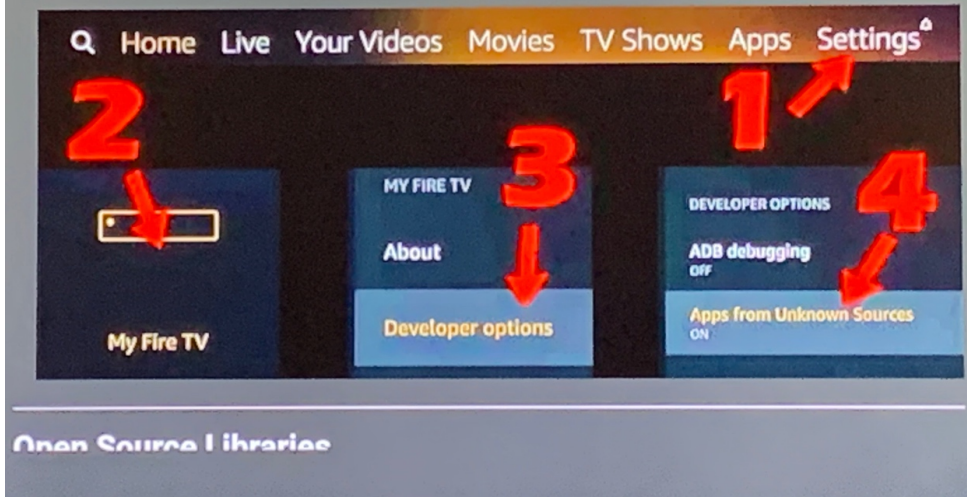 Home Live Your Videos Movies TV Shows Apps Settings
1
2
3
4
My Fire TV
MY FIRE TV
About
Developer options
DEVELOPER OPTIONS
ADB debugging
OFF
Apps from Unknown Sources
ON
Open Source Libraries